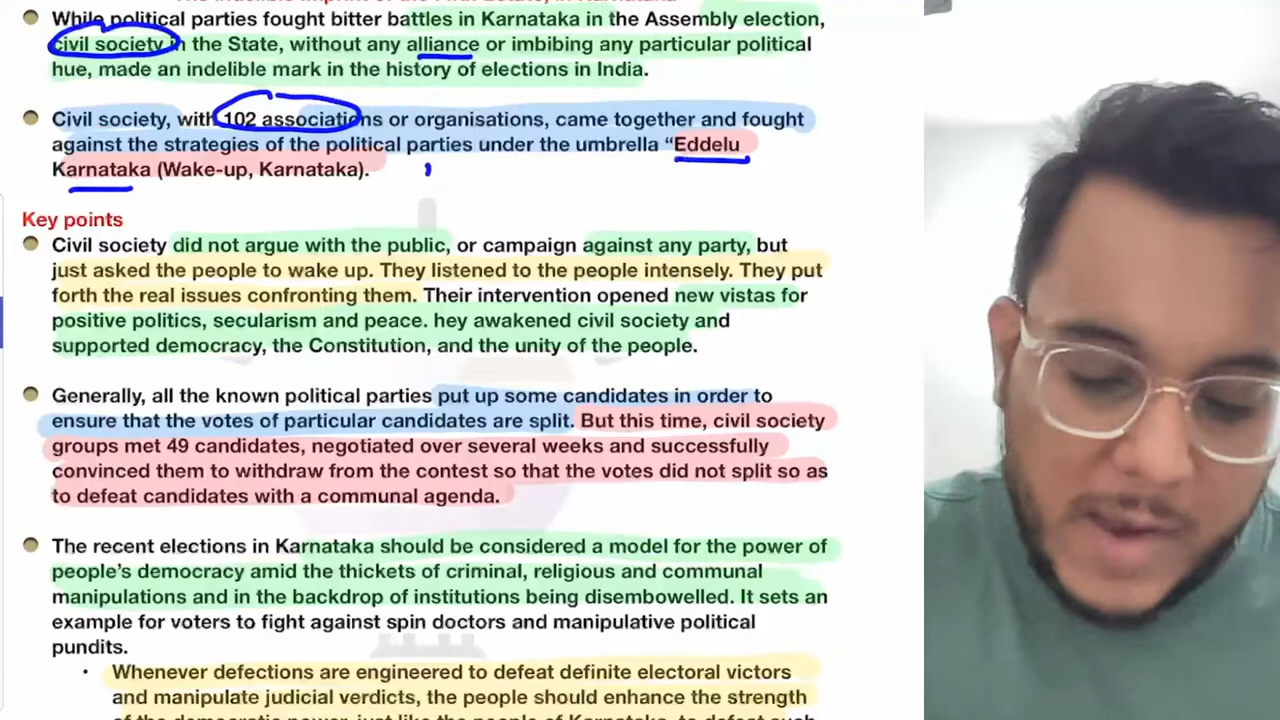 While political parties fought bitter battles in Karnataka in the Assembly election,
civil society in the State, without any alliance or imbibing any particular political
hue, made an indelible mark in the history of elections in India.
Civil society, with 102 associations or organisations, came together and fought
against the strategies of the political parties under the umbrella “Eddelu
Karnataka (Wake-up, Karnataka).
Key points
Civil society did not argue with the public, or campaign against any party, but
just asked the people to wake up. They listened to the people intensely. They put
forth the real issues confronting them. Their intervention opened new vistas for
positive politics, secularism and peace. hey awakened civil society and
supported democracy, the Constitution, and the unity of the people.
Generally, all the known political parties put up some candidates in order to
ensure that the votes of particular candidates are split. But this time, civil society
groups met 49 candidates, negotiated over several weeks and successfully
convinced them to withdraw from the contest so that the votes did not split so as
to defeat candidates with a communal agenda.
The recent elections in Karnataka should be considered a model for the power of
people’s democracy amid the thickets of criminal, religious and communal
manipulations and in the backdrop of institutions being disembowelled. It sets an
example for voters to fight against spin doctors and manipulative political
pundits.
Whenever defections are engineered to defeat definite electoral victors
and manipulate judicial verdicts, the people should enhance the strength